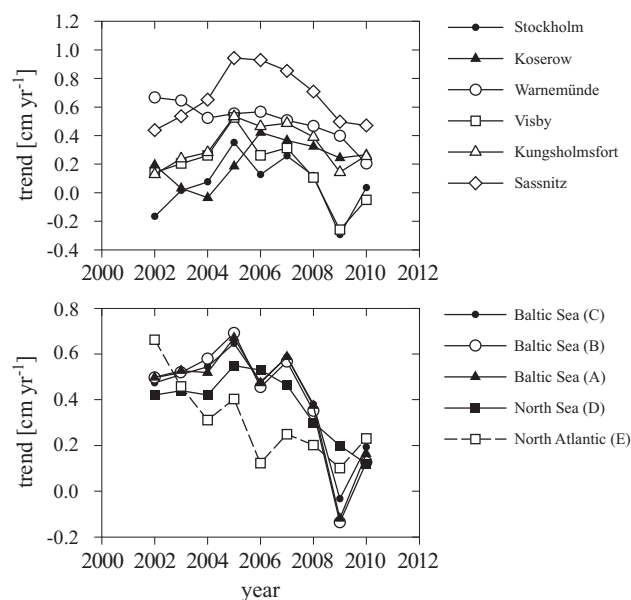 1.2
1.0
0.8
0.6
0.4
0.2
0.0
-0.2
-0.4
trend [cm yr-1]
2000 2002 2004 2006 2008 2010 2012
Stockholm
Koserow
Warnemünde
Visby
Kungsholmsfort
Sassnitz
0.8
0.6
0.4
0.2
0.0
-0.2
trend [cm yr-1]
2000 2002 2004 2006 2008 2010 2012
year
Baltic Sea (C)
Baltic Sea (B)
Baltic Sea (A)
North Sea (D)
North Atlantic (E)